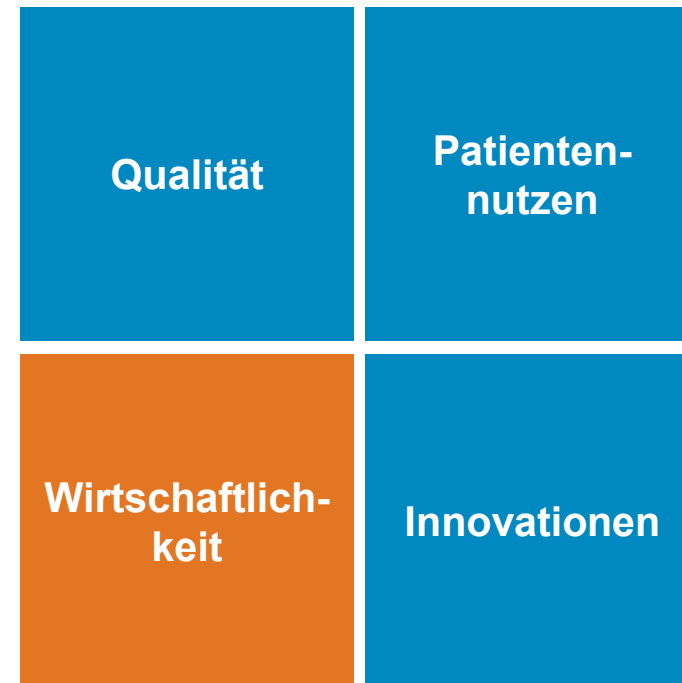 Qualität
Patienten-
nutzen
Wirtschaftlich-
keit
Innovationen